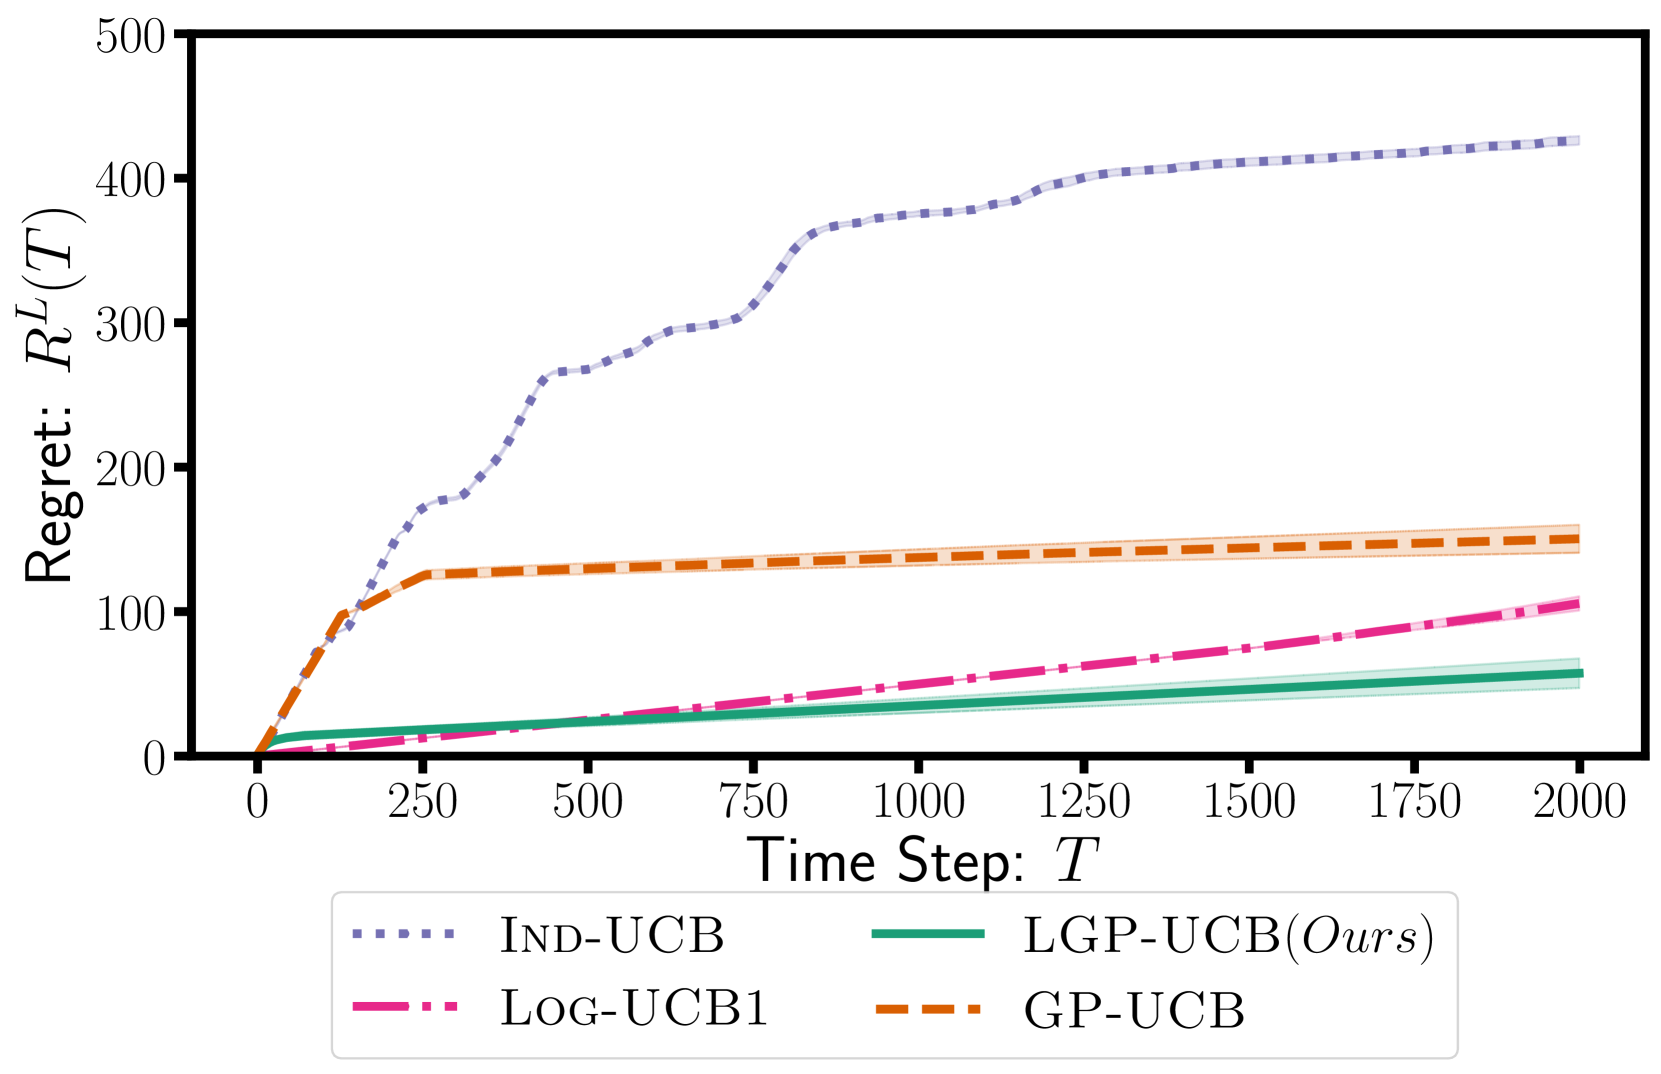 500
400
300
200
100
0
Regret: R^L(T)
0 250 500 750 1000 1250 1500 1750 2000
Time Step: T
IND-UCB
LOG-UCB1
LGP-UCB(Ours)
GP-UCB